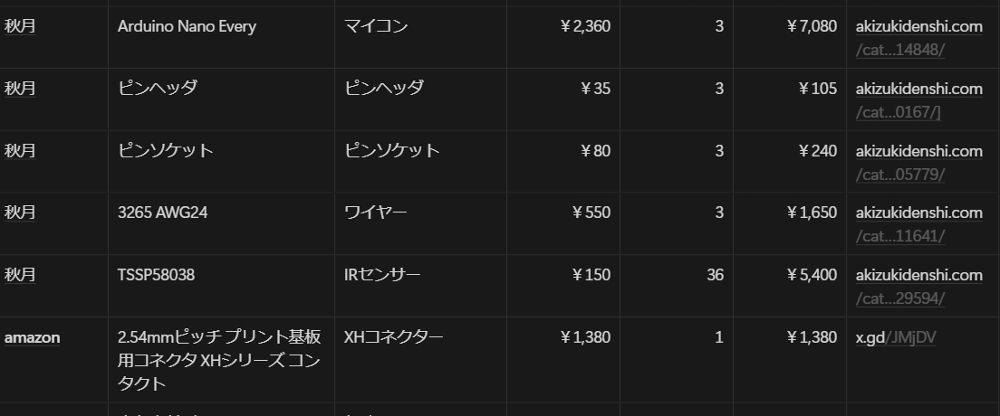 秋月 Arduino Nano Every マイコン ¥2,360 3 ¥7,080 akizukidenshi.com
/cat...14848/
秋月 ピンヘッダ ピンヘッダ ¥35 3 ¥105 akizukidenshi.com
/cat...0167/]
秋月 ピンソケット ピンソケット ¥80 3 ¥240 akizukidenshi.com
/cat...05779/
秋月 3265 AWG24 ワイヤー ¥550 3 ¥1,650 akizukidenshi.com
/cat...11641/
秋月 TSSP58038 IRセンサー ¥150 36 ¥5,400 akizukidenshi.com
/cat...29594/
amazon 2.54mmピッチ プリント基板 XHコネクター ¥1,380 1 ¥1,380 x.gd/JMjDV
用コネクタ XHシリーズ コン
タクト